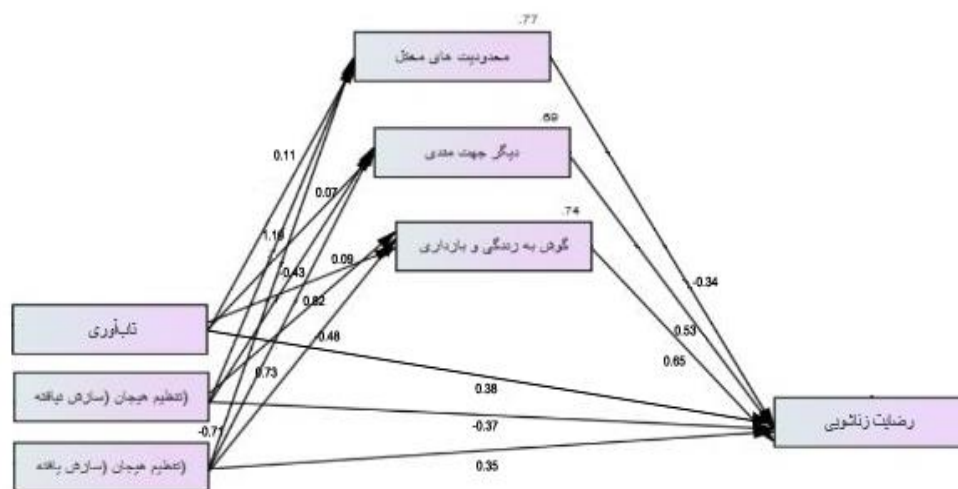 .77
محدودیت های مختل
.69
دیگر جهت مندی
.74
گوش به زنگی و بازداری
0.11
0.07
1.16
-0.43
0.09
0.82
-0.48
0.73
-0.71
-0.34
0.53
0.65
0.38
-0.37
0.35
تاب‌آوری
(تنظیم هیجان (سازش نیافته
(تنظیم هیجان (سازش یافته
رضایت زناشویی